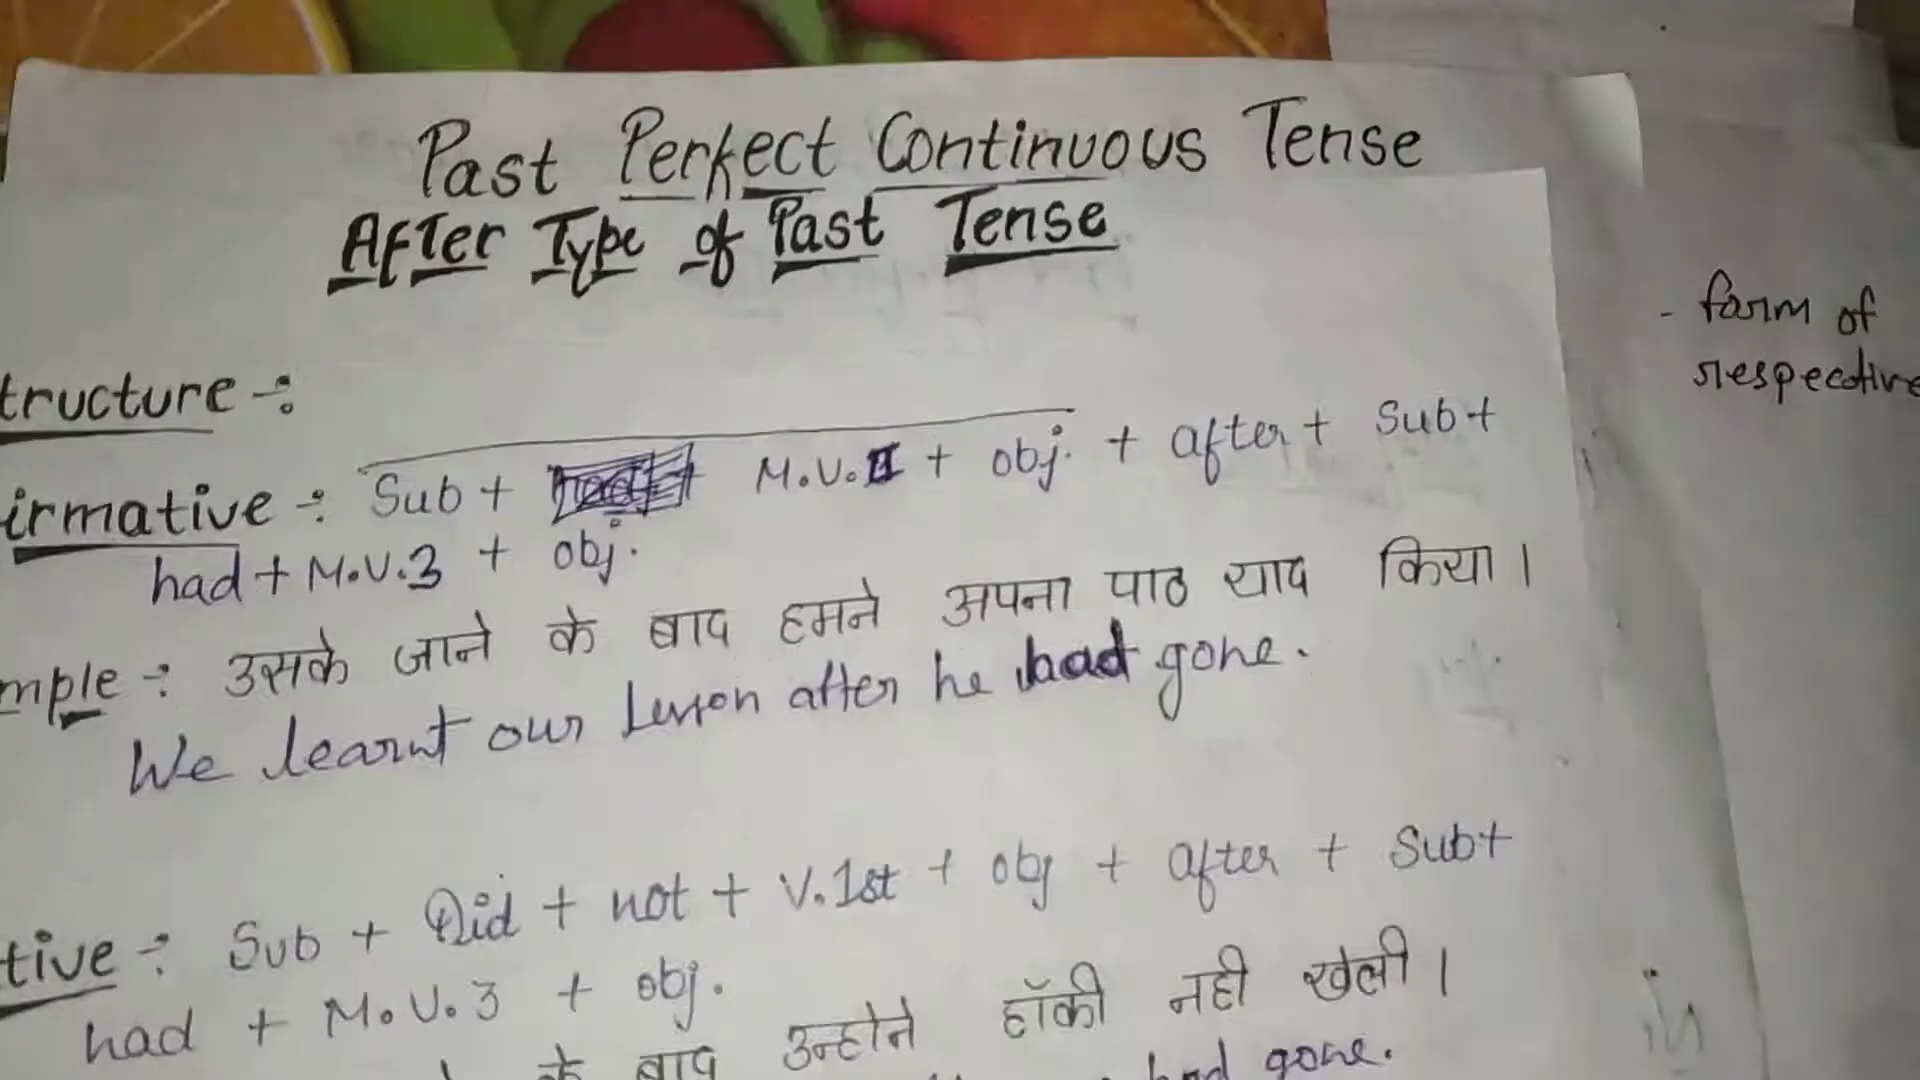 Past Perfect Continuous Tense
After Type of Past Tense
- form of
respective
tructure -:
irmative -: Sub + M.V.II + obj. + after + Sub +
had + M.V.3 + obj.
mple -: उसके जाने के बाद हमने अपना पाठ याद किया।
We learnt our lesson after he had gone.
tive -: Sub + Did + not + V.1st + obj + after + Sub +
had + M.V.3 + obj.
के बाद उन्होने हॉकी नही खेली।
had gone.